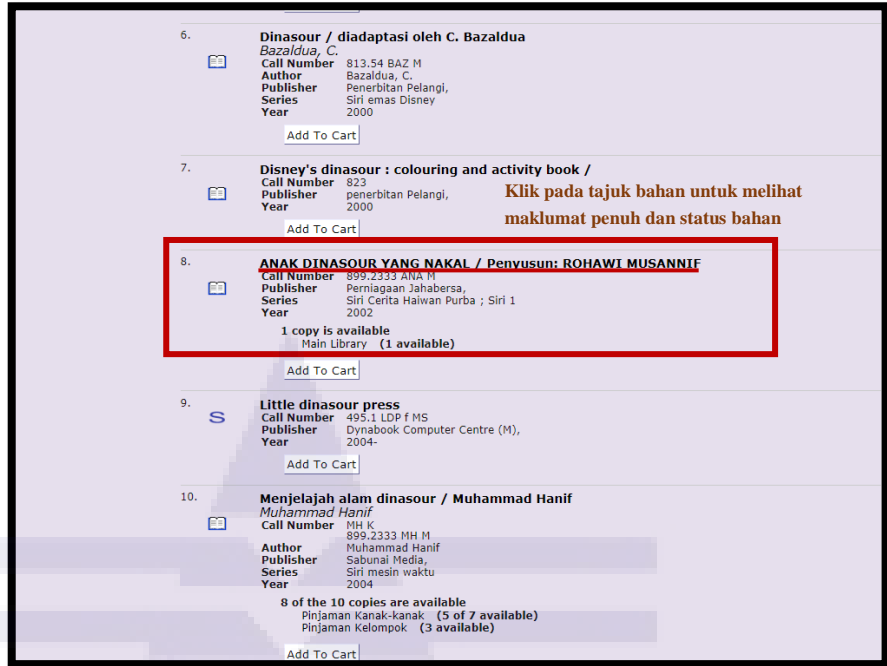 6.
Dinasour / diadaptasi oleh C. Bazaldua
Bazaldua, C.
Call Number 813.54 BAZ M
Author Bazaldua, C.
Publisher Penerbitan Pelangi,
Series Siri emas Disney
Year 2000
Add To Cart
7.
Disney's dinasour : colouring and activity book /
Call Number 823
Publisher penerbitan Pelangi,
Year 2000
Add To Cart
Klik pada tajuk bahan untuk melihat
maklumat penuh dan status bahan
8.
ANAK DINASOUR YANG NAKAL / Penyusun: ROHAWI MUSANNIF
Call Number 899.2333 ANA M
Publisher Perniagaan Jahabersa,
Series Siri Cerita Haiwan Purba ; Siri 1
Year 2002
1 copy is available
Main Library (1 available)
Add To Cart
9.
S
Little dinasour press
Call Number 495.1 LDP f MS
Publisher Dynabook Computer Centre (M),
Year 2004-
Add To Cart
10.
Menjelajah alam dinasour / Muhammad Hanif
Muhammad Hanif
Call Number MH K
899.2333 MH M
Author Muhammad Hanif
Publisher Sabunai Media,
Series Siri mesin waktu
Year 2004
8 of the 10 copies are available
Pinjaman Kanak-kanak (5 of 7 available)
Pinjaman Kelompok (3 available)
Add To Cart